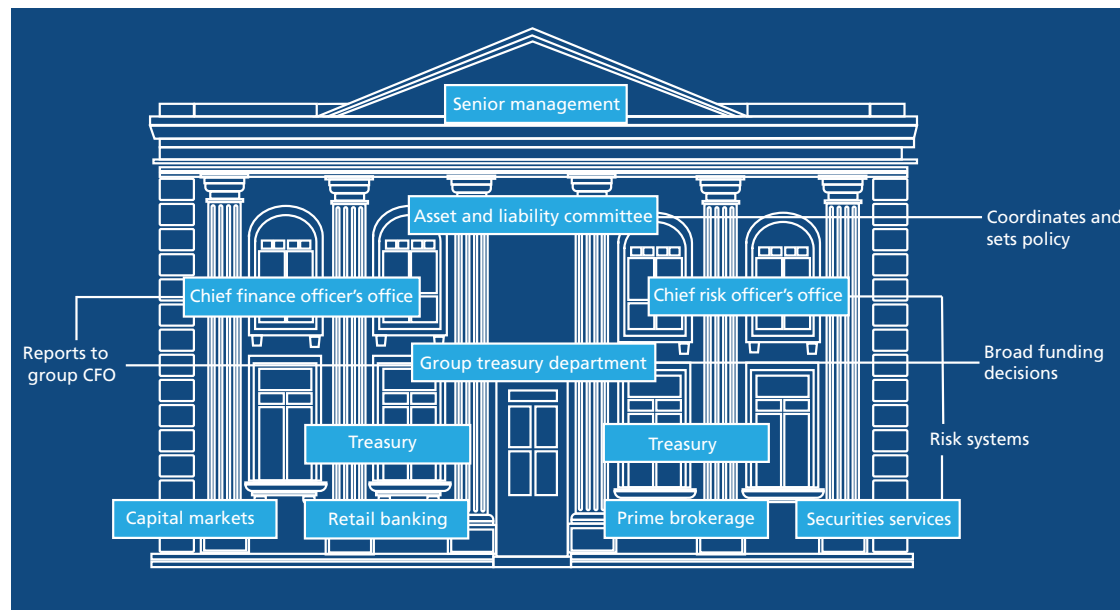 Senior management
Asset and liability committee
Coordinates and
sets policy
Chief finance officer's office
Chief risk officer's office
Reports to
group CFO
Group treasury department
Broad funding
decisions
Treasury
Treasury
Risk systems
Capital markets
Retail banking
Prime brokerage
Securities services